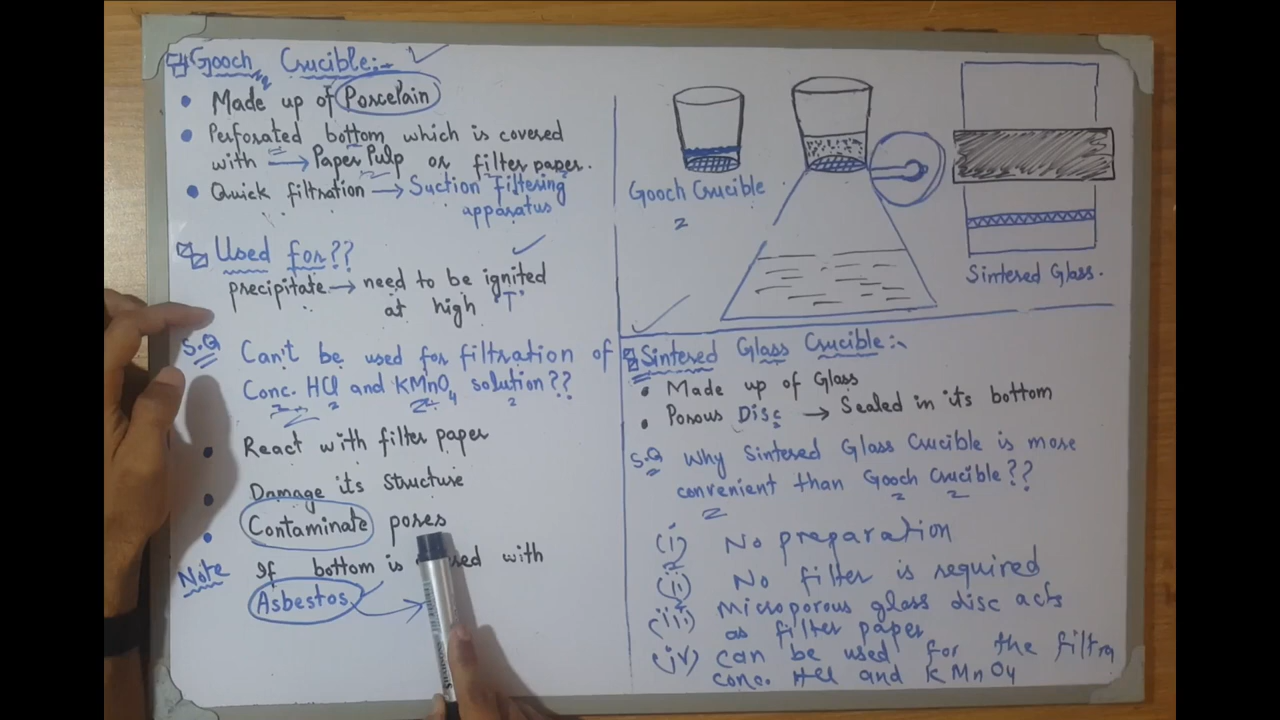 Gooch Crucible:-
Made up of Porcelain
Perforated bottom which is covered
with → Paper Pulp or filter paper.
Quick filtration → Suction Filtering
apparatus
Used for??
precipitate → need to be ignited
at high "T"
S.Q Can't be used for filtration of
Conc. HCl and KMnO4 solution??
React with filter paper
Damage its structure
Contaminate pores
Note If bottom is with
Asbestos →
Gooch Crucible
Sintered Glass.
Sintered Glass Crucible:-
Made up of Glass
Porous Disc → Sealed in its bottom
S.Q Why Sintered Glass Crucible is more
convenient than Gooch Crucible??
(i) No preparation
(ii) No filter is required
(iii) Microporous glass disc acts
as filter paper
(iv) Can be used for the filtra
conc. HCl and KMnO4